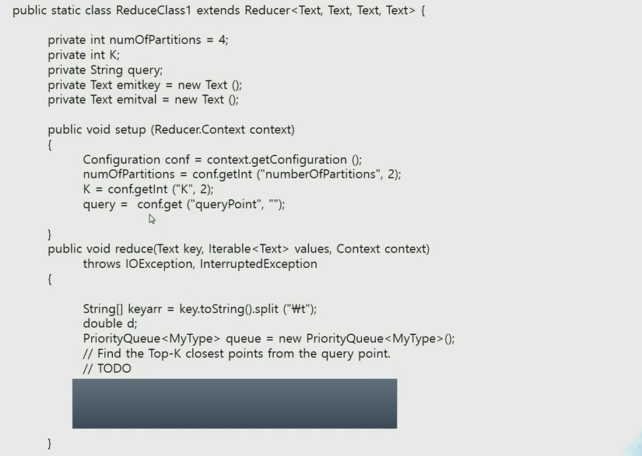 public static class ReduceClass1 extends Reducer<Text, Text, Text, Text> {
private int numOfPartitions = 4;
private int K;
private String query;
private Text emitkey = new Text ();
private Text emitval = new Text ();
public void setup (Reducer.Context context)
{
Configuration conf = context.getConfiguration ();
numOfPartitions = conf.getInt ("numberOfPartitions", 2);
K = conf.getInt ("K", 2);
query =  conf.get ("queryPoint", "");
}
public void reduce(Text key, Iterable<Text> values, Context context)
throws IOException, InterruptedException
{
String[] keyarr = key.toString().split ("₩t");
double d;
PriorityQueue<MyType> queue = new PriorityQueue<MyType>();
// Find the Top-K closest points from the query point.
// TODO
}